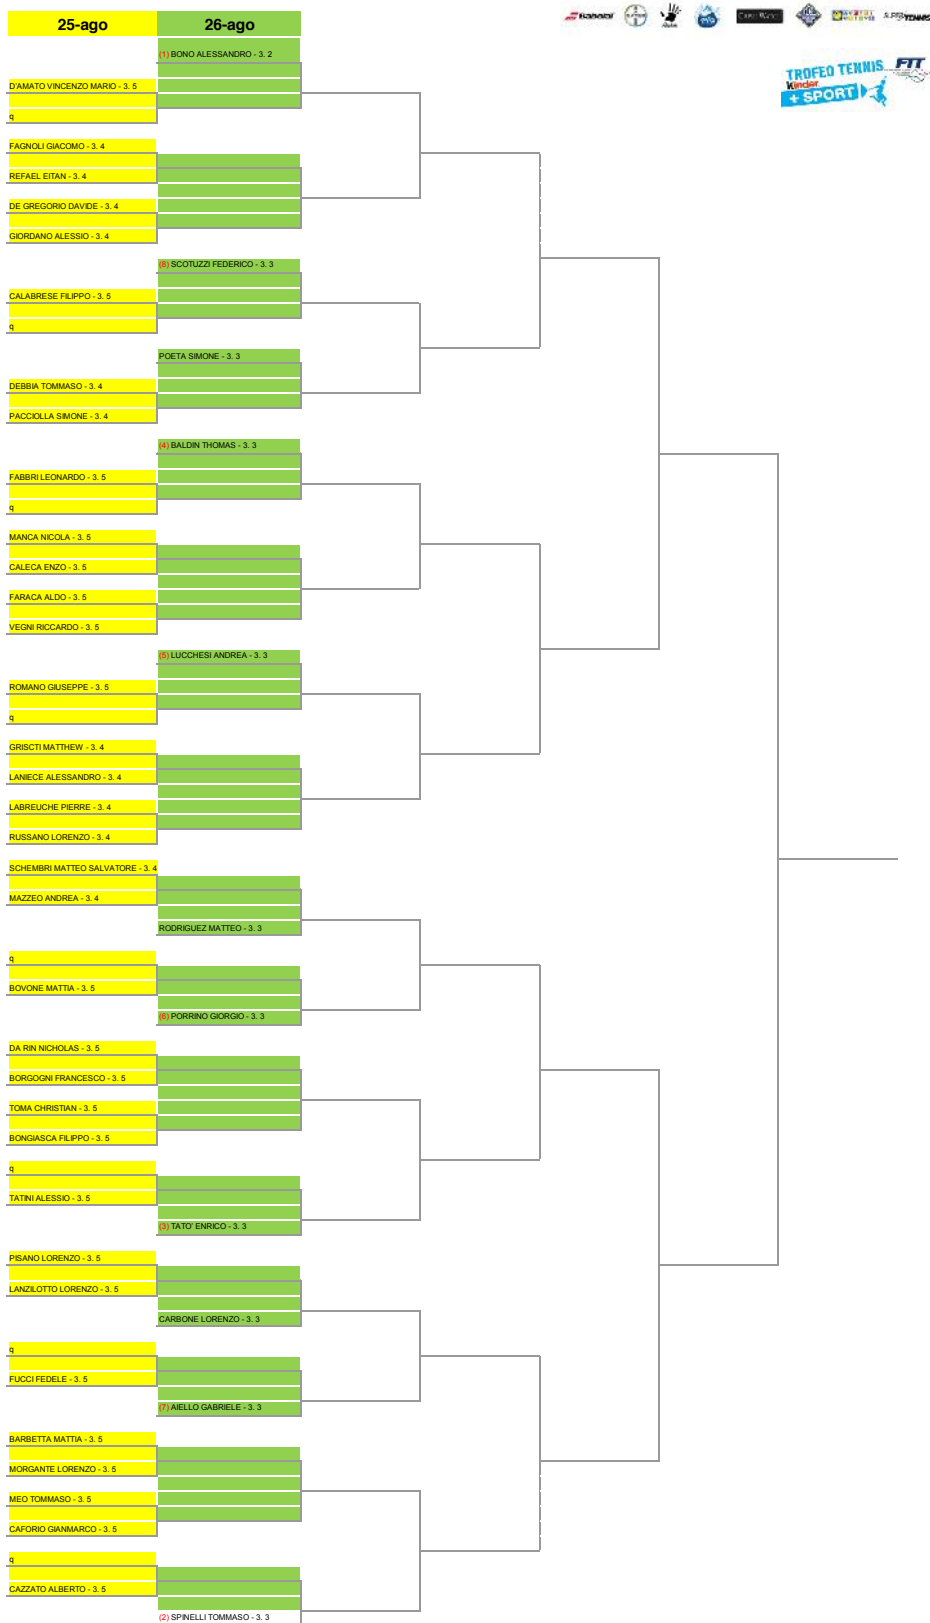 25-ago 26-ago
(1) BONO ALESSANDRO - 3. 2
D'AMATO VINCENZO MARIO - 3. 5
q
FAGNOLI GIACOMO - 3. 4
REFAEL EITAN - 3. 4
DE GREGORIO DAVIDE - 3. 4
GIORDANO ALESSIO - 3. 4
(8) SCOTUZZI FEDERICO - 3. 3
CALABRESE FILIPPO - 3. 5
q
POETA SIMONE - 3. 3
DEBBIA TOMMASO - 3. 4
PACCIOLLA SIMONE - 3. 4
(4) BALDIN THOMAS - 3. 3
FABBRI LEONARDO - 3. 5
q
MANCA NICOLA - 3. 5
CALECA ENZO - 3. 5
FARACA ALDO - 3. 5
VEGNI RICCARDO - 3. 5
(5) LUCCHESI ANDREA - 3. 3
ROMANO GIUSEPPE - 3. 5
q
GRISCTI MATTHEW - 3. 4
LANIECE ALESSANDRO - 3. 4
LABREUCHE PIERRE - 3. 4
RUSSANO LORENZO - 3. 4
SCHEMBRI MATTEO SALVATORE - 3. 4
MAZZEO ANDREA - 3. 4
RODRIGUEZ MATTEO - 3. 3
q
BOVONE MATTIA - 3. 5
(6) PORRINO GIORGIO - 3. 3
DA RIN NICHOLAS - 3. 5
BORGOGNI FRANCESCO - 3. 5
TOMA CHRISTIAN - 3. 5
BONGIASCA FILIPPO - 3. 5
q
TATINI ALESSIO - 3. 5
(3) TATO' ENRICO - 3. 3
PISANO LORENZO - 3. 5
LANZILOTTO LORENZO - 3. 5
CARBONE LORENZO - 3. 3
q
FUCCI FEDELE - 3. 5
(7) AIELLO GABRIELE - 3. 3
BARBETTA MATTIA - 3. 5
MORGANTE LORENZO - 3. 5
MEO TOMMASO - 3. 5
CAFORIO GIANMARCO - 3. 5
q
CAZZATO ALBERTO - 3. 5
(2) SPINELLI TOMMASO - 3. 3
Babolat
TROFEO TENNIS
Kinder
+ SPORT
FIT